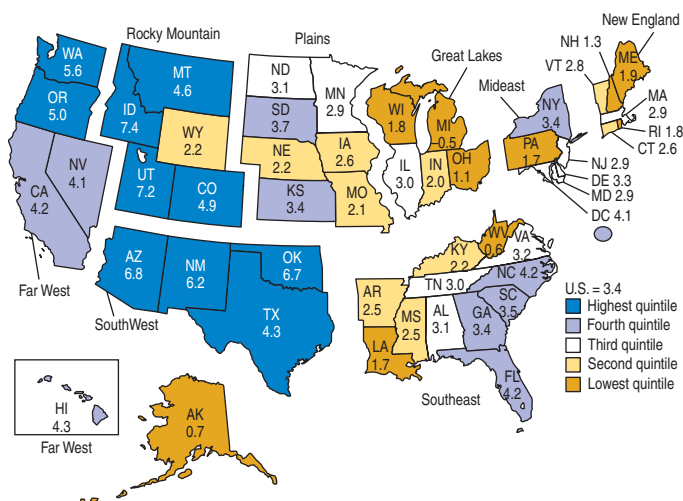 New England
Rocky Mountain
Plains
Great Lakes
Mideast
WA
5.6
OR
5.0
ID
7.4
MT
4.6
WY
2.2
ND
3.1
SD
3.7
MN
2.9
WI
1.8
MI
-0.5
NY
3.4
NH 1.3
VT 2.8
ME
1.9
MA
2.9
RI 1.8
CT 2.6
PA
1.7
NJ 2.9
DE 3.3
MD 2.9
DC 4.1
CA
4.2
NV
4.1
UT
7.2
CO
4.9
NE
2.2
KS
3.4
IA
2.6
MO
2.1
IL
3.0
IN
2.0
OH
1.1
Far West
AZ
6.8
NM
6.2
OK
6.7
TX
4.3
SouthWest
KY
2.2
WV
0.6
VA
3.2
TN 3.0
NC 4.2
SC
3.5
AR
2.5
LA
1.7
MS
2.5
AL
3.1
GA
3.4
FL
4.2
Southeast
U.S. = 3.4
Highest quintile
Fourth quintile
Third quintile
Second quintile
Lowest quintile
HI
4.3
Far West
AK
0.7